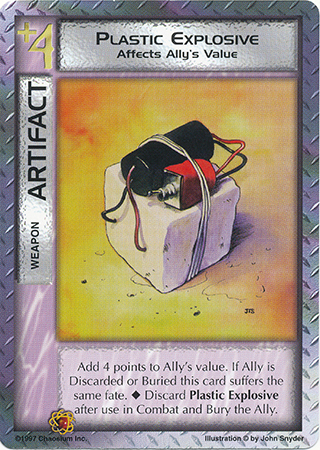 +4
Plastic Explosive
Affects Ally's Value
ARTIFACT
WEAPON
JTS
Add 4 points to Ally's value. If Ally is
Discarded or Buried this card suffers the
same fate. ◆ Discard Plastic Explosive
after use in Combat and Bury the Ally.
©1997 Chaosium Inc.
Illustration © by John Snyder